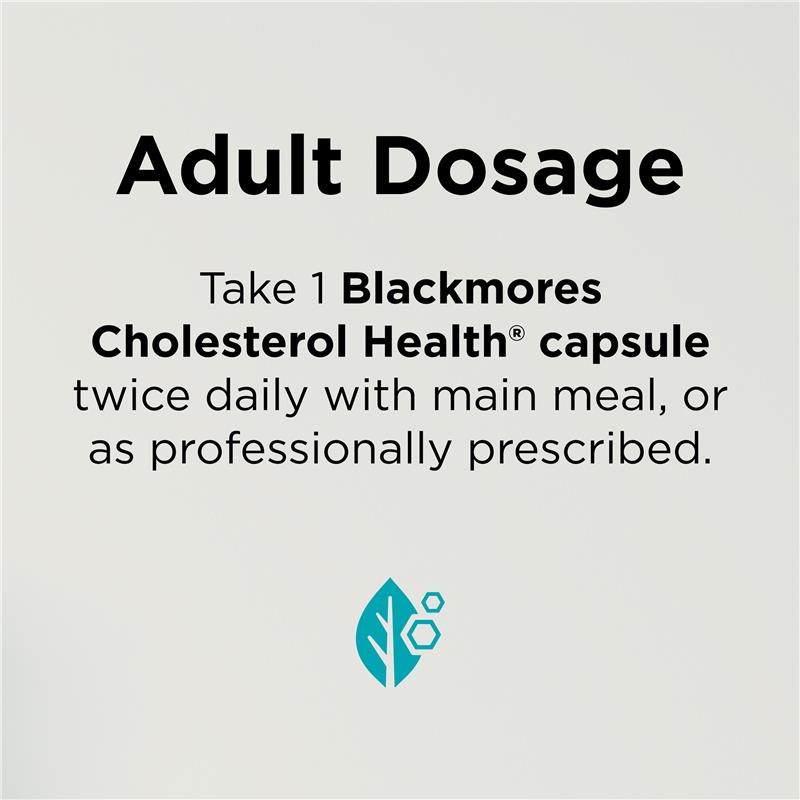 Adult Dosage
Take 1 Blackmores
Cholesterol Health® capsule
twice daily with main meal, or
as professionally prescribed.